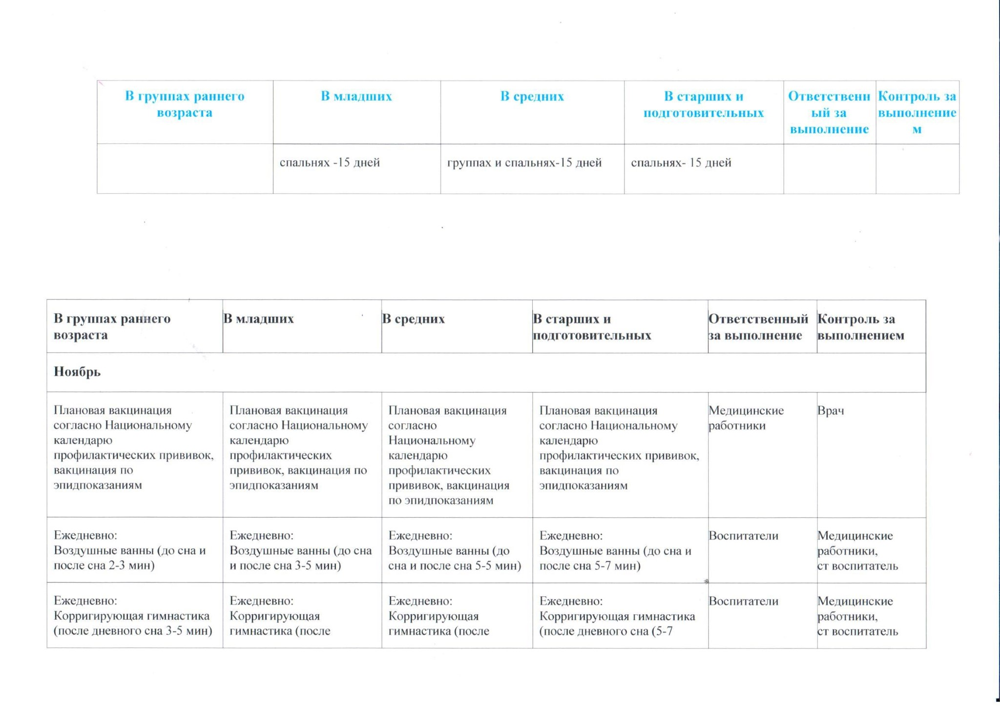 В группах раннего
возраста
В младших
В средних
В старших и
подготовительных
Ответственн
ый за
выполнение
Контроль за
выполнение
м
спальнях -15 дней
группах и спальнях-15 дней
спальнях- 15 дней
В группах раннего
возраста
В младших
В средних
В старших и
подготовительных
Ответственный
за выполнение
Контроль за
выполнением
Ноябрь
Плановая вакцинация
согласно Национальному
календарю
профилактических прививок,
вакцинация по
эпидпоказаниям
Плановая вакцинация
согласно Национальному
календарю
профилактических
прививок, вакцинация по
эпидпоказаниям
Плановая вакцинация
согласно
Национальному
календарю
профилактических
прививок, вакцинация
по эпидпоказаниям
Плановая вакцинация
согласно Национальному
календарю
профилактических прививок,
вакцинация по
эпидпоказаниям
Медицинские
работники
Врач
Ежедневно:
Воздушные ванны (до сна и
после сна 2-3 мин)
Ежедневно:
Воздушные ванны (до сна
и после сна 3-5 мин)
Ежедневно:
Воздушные ванны (до
сна и после сна 5-5 мин)
Ежедневно:
Воздушные ванны (до сна и
после сна 5-7 мин)
Воспитатели
Медицинские
работники,
ст воспитатель
Ежедневно:
Корригирующая гимнастика
(после дневного сна 3-5 мин)
Ежедневно:
Корригирующая
гимнастика (после
Ежедневно:
Корригирующая
гимнастика (после
Ежедневно:
Корригирующая гимнастика
(после дневного сна (5-7
Воспитатели
Медицинские
работники,
ст воспитатель